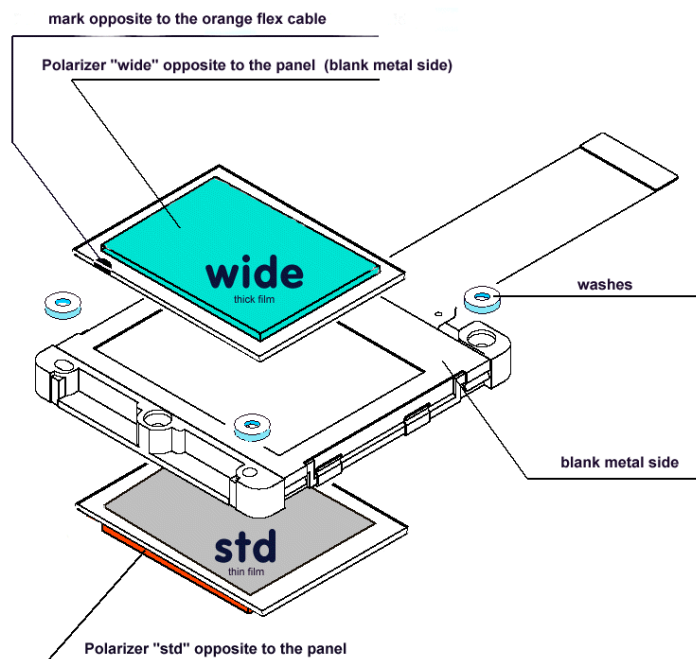 mark opposite to the orange flex cable
Polarizer "wide" opposite to the panel (blank metal side)
wide
thick film
washes
blank metal side
std
thin film
Polarizer "std" opposite to the panel